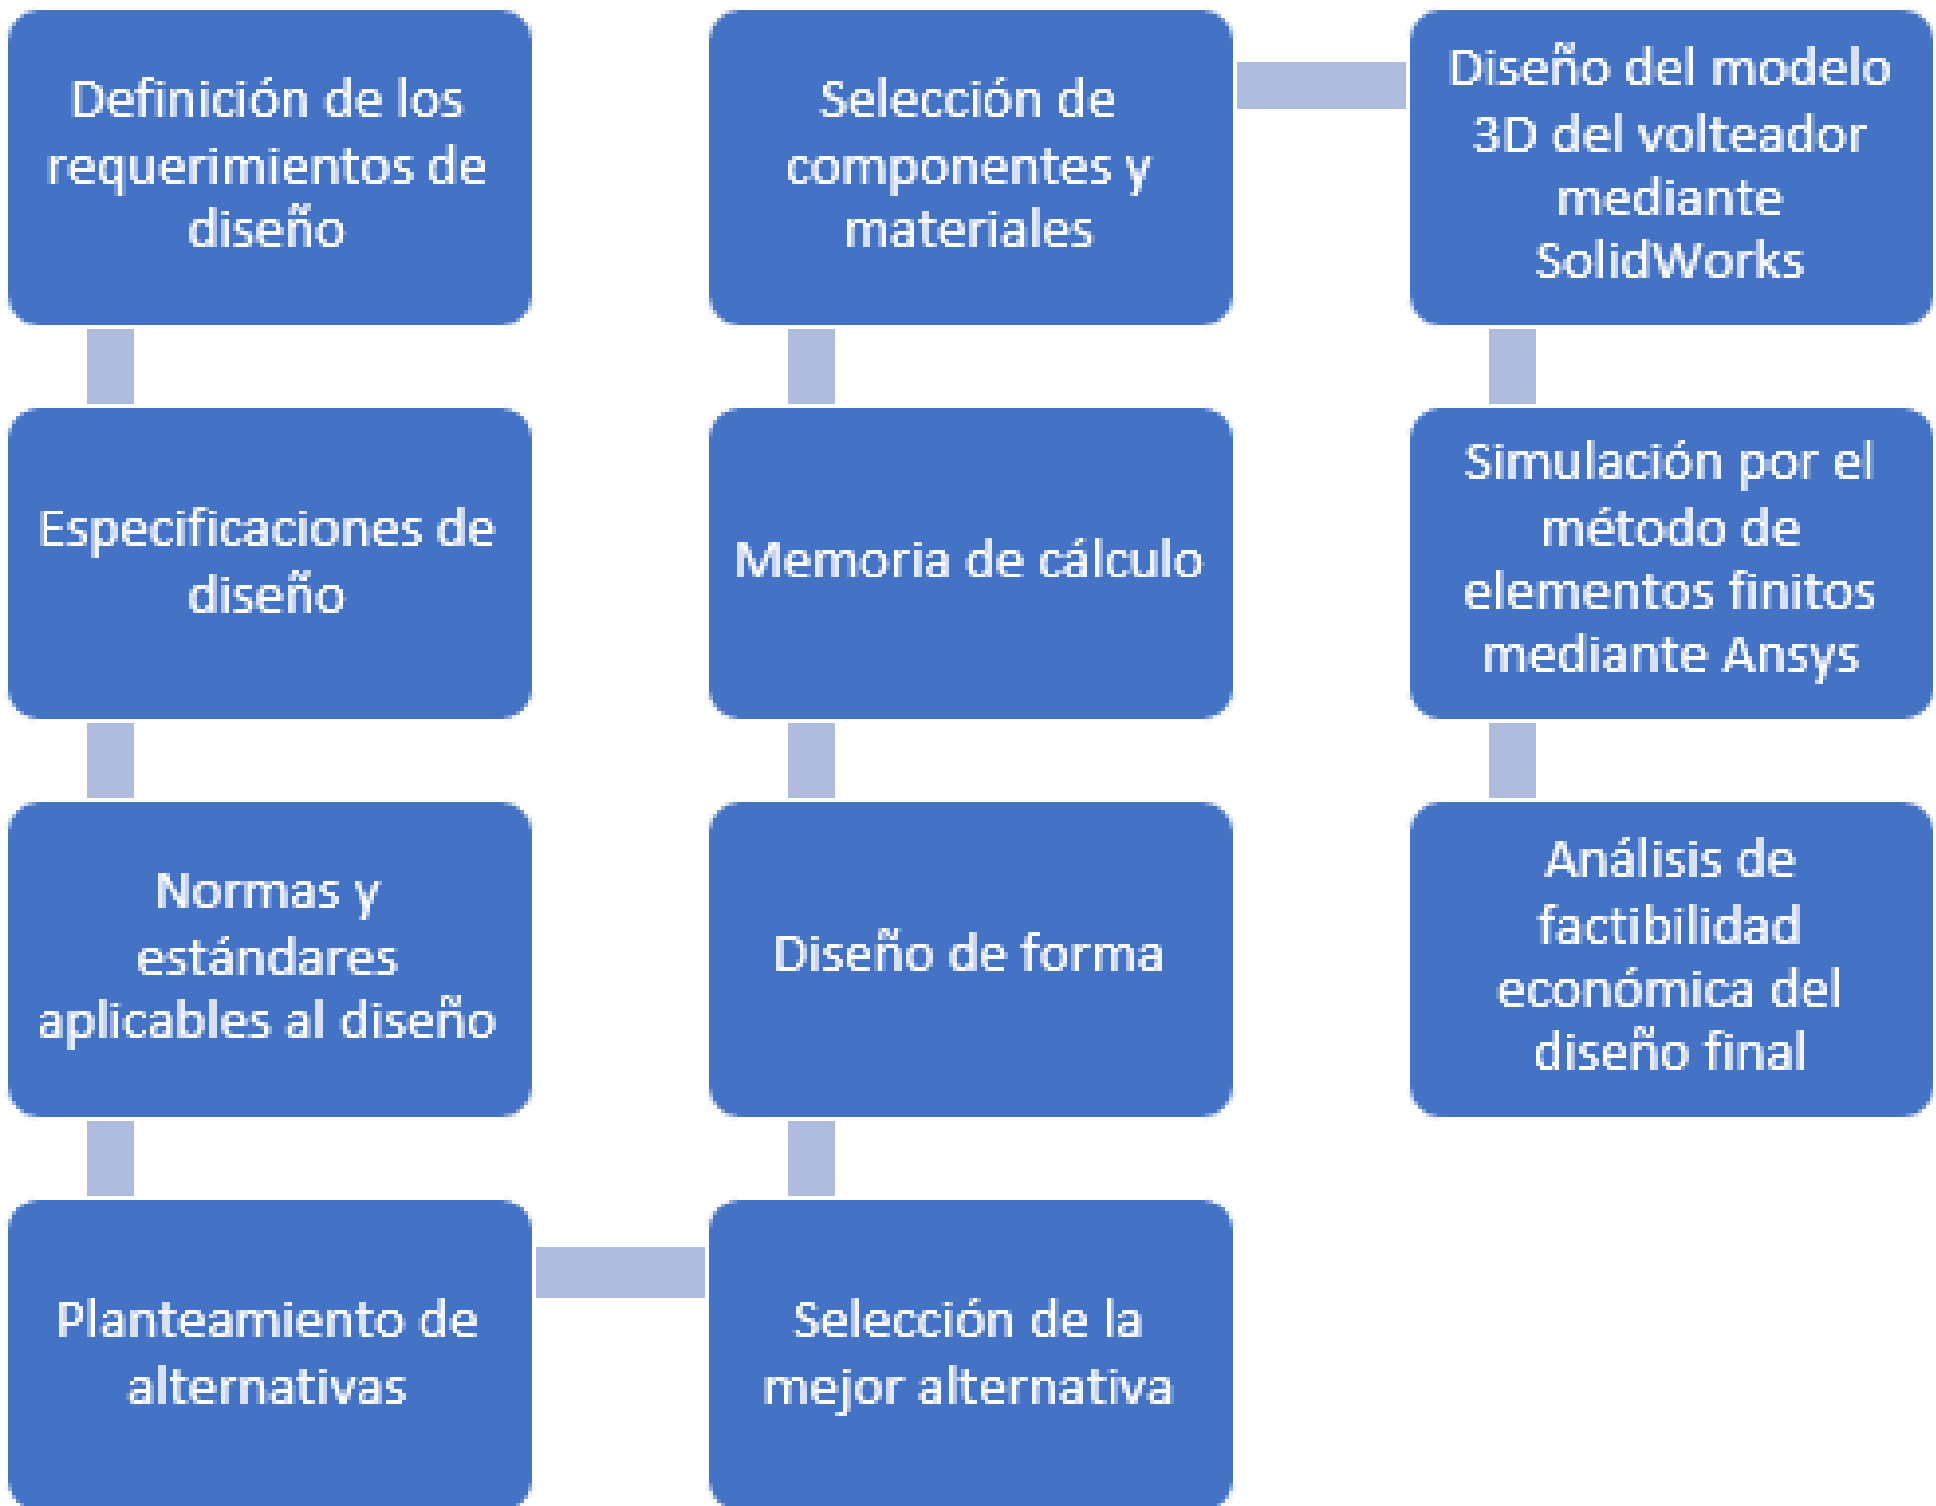 Definición de los
requerimientos de
diseño
Especificaciones de
diseño
Normas y
estándares
aplicables al diseño
Planteamiento de
alternativas
Selección de la
mejor alternativa
Diseño de forma
Memoria de cálculo
Selección de
componentes y
materiales
Diseño del modelo
3D del volteador
mediante
SolidWorks
Simulación por el
método de
elementos finitos
mediante Ansys
Análisis de
factibilidad
económica del
diseño final